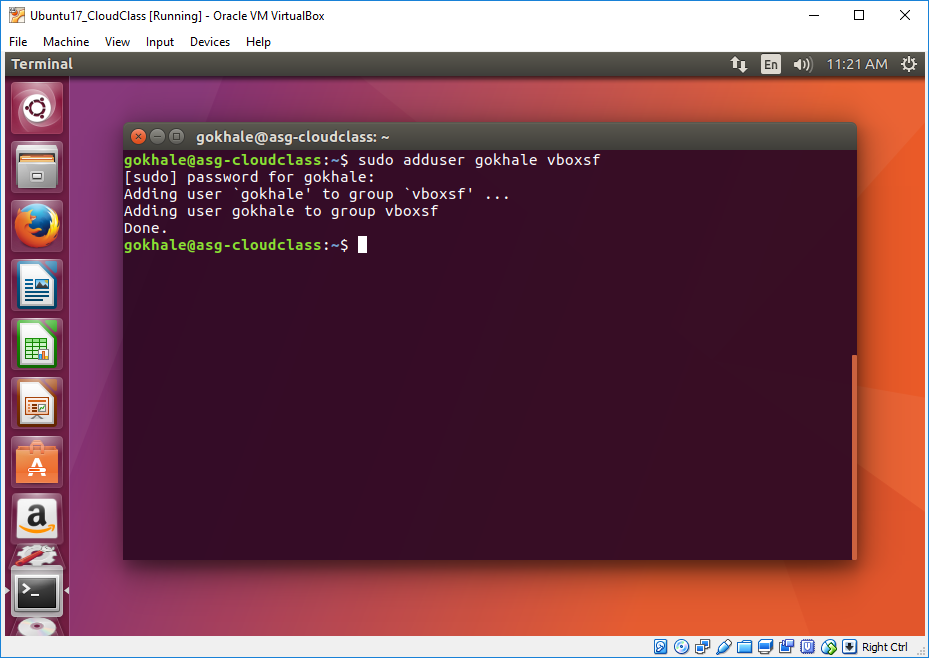 Ubuntu17_CloudClass [Running] - Oracle VM VirtualBox
File Machine View Input Devices Help
Terminal En 11:21 AM
gokhale@asg-cloudclass: ~
gokhale@asg-cloudclass:~$ sudo adduser gokhale vboxsf
[sudo] password for gokhale:
Adding user `gokhale' to group `vboxsf' ...
Adding user gokhale to group vboxsf
Done.
gokhale@asg-cloudclass:~$
A
a
>_
Right Ctrl